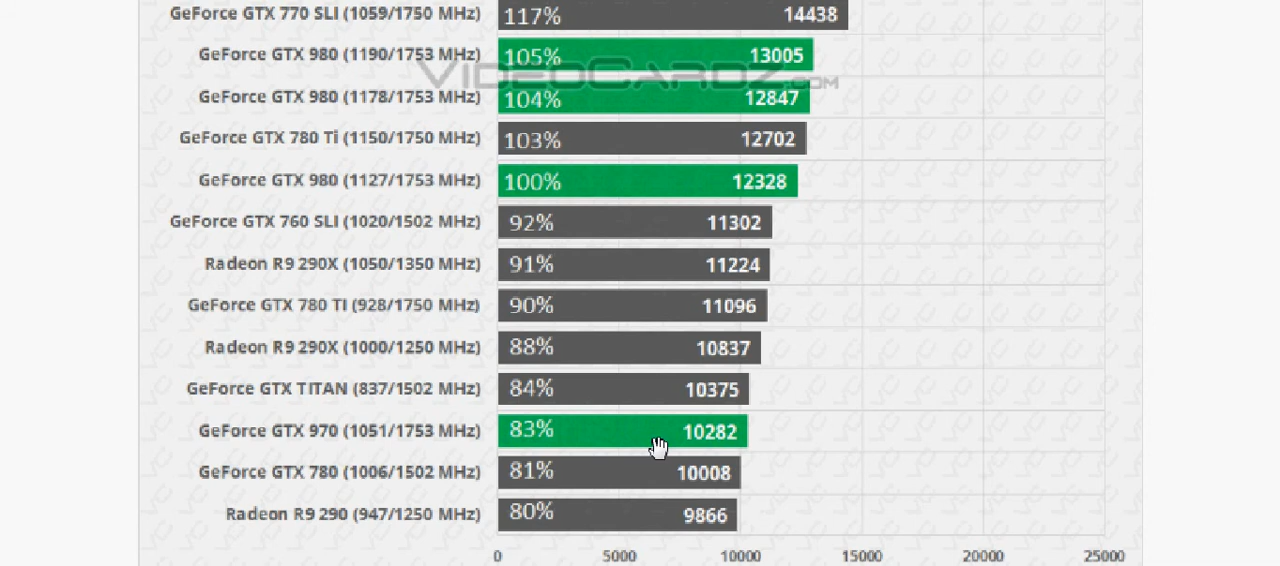 GeForce GTX 770 SLI (1059/1750 MHz) 117% 14438
GeForce GTX 980 (1190/1753 MHz) 105% 13005
VIDEOCARDZ.COM
GeForce GTX 980 (1178/1753 MHz) 104% 12847
GeForce GTX 780 Ti (1150/1750 MHz) 103% 12702
GeForce GTX 980 (1127/1753 MHz) 100% 12328
GeForce GTX 760 SLI (1020/1502 MHz) 92% 11302
Radeon R9 290X (1050/1350 MHz) 91% 11224
GeForce GTX 780 TI (928/1750 MHz) 90% 11096
Radeon R9 290X (1000/1250 MHz) 88% 10837
GeForce GTX TITAN (837/1502 MHz) 84% 10375
GeForce GTX 970 (1051/1753 MHz) 83% 10282
GeForce GTX 780 (1006/1502 MHz) 81% 10008
Radeon R9 290 (947/1250 MHz) 80% 9866
0 5000 10000 15000 20000 25000